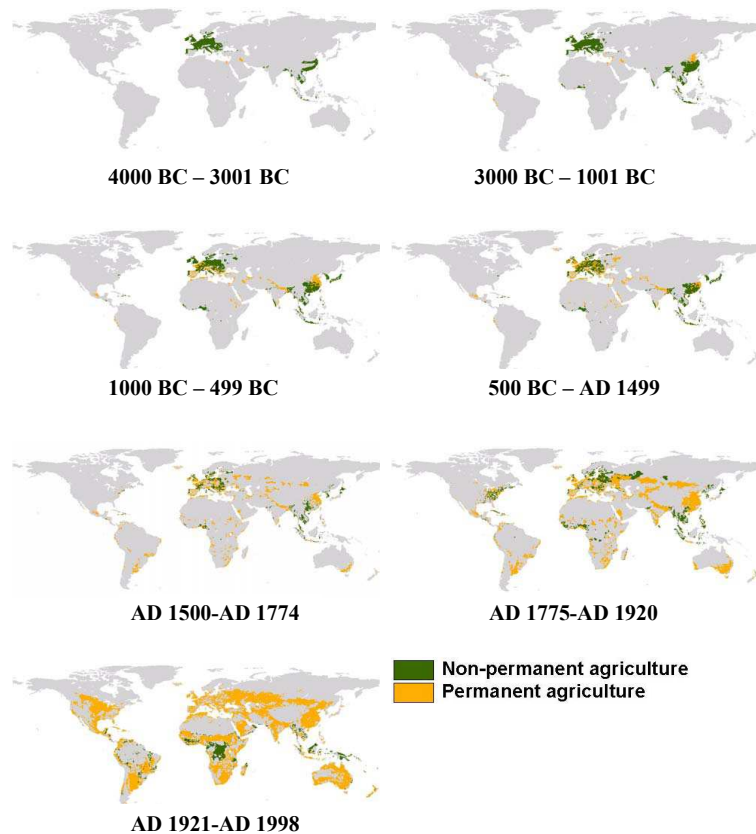 4000 BC – 3001 BC
3000 BC – 1001 BC
1000 BC – 499 BC
500 BC – AD 1499
AD 1500-AD 1774
AD 1775-AD 1920
Non-permanent agriculture
Permanent agriculture
AD 1921-AD 1998